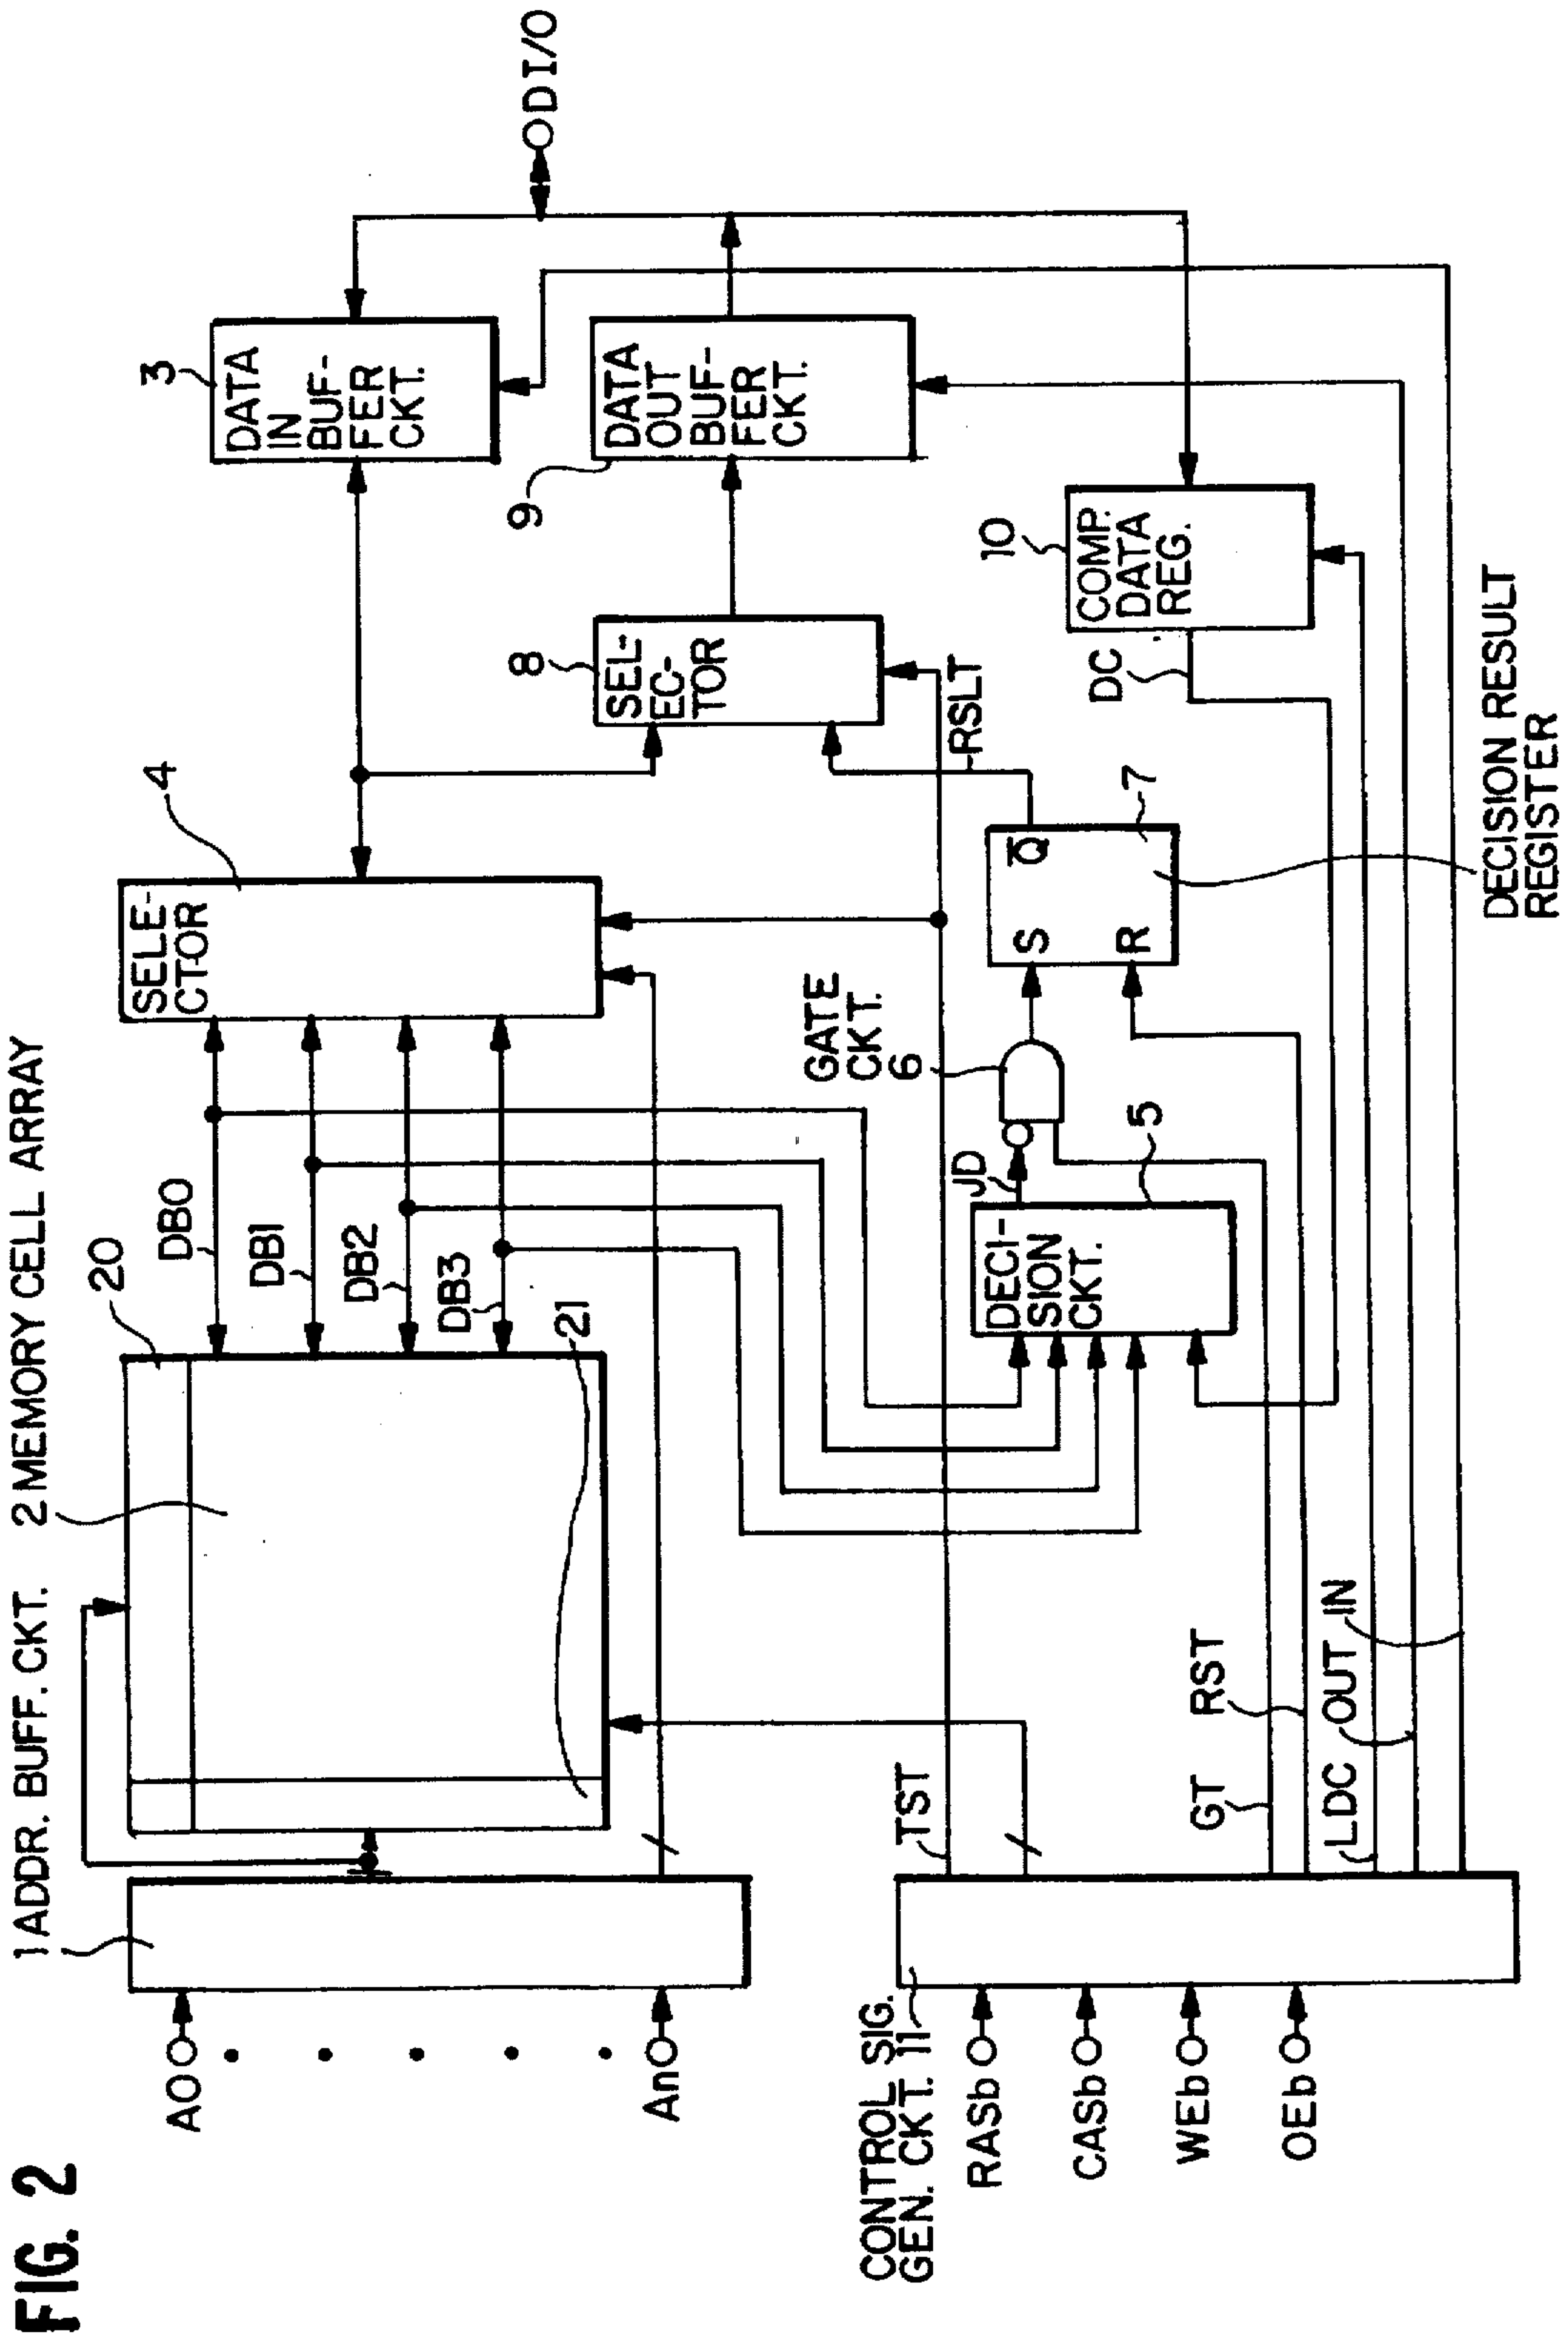 FIG. 2
1 ADDR. BUFF. CKT.
2 MEMORY CELL ARRAY
20
21
A0
An
DB0
DB1
DB2
DB3
4
SELE-
CTOR
3
DATA
IN
BUF-
FER
CKT.
DI/O
9
DATA
OUT
BUF-
FER
CKT.
8
SEL-
EC-
TOR
RSLT
10
COMP.
DATA
REG.
DC
GATE
CKT.
6
JD
5
DECI-
SION
CKT.
S
R
Q̅
7
DECISION RESULT
REGISTER
CONTROL SIG.
GEN. CKT. 11
RASb
CASb
WEb
OEb
TST
GT
RST
LDC
OUT
IN